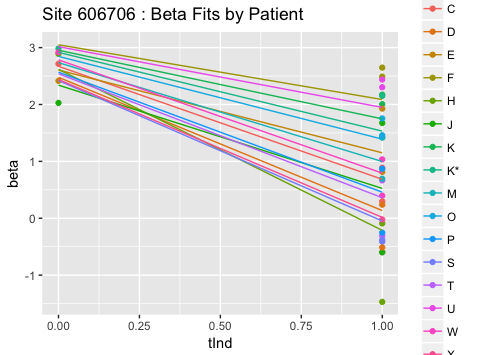 Site 606706 : Beta Fits by Patient
beta
3
2
1
0
-1
0.00 0.25 0.50 0.75 1.00
tInd
C
D
E
F
H
J
K
K*
M
O
P
S
T
U
W